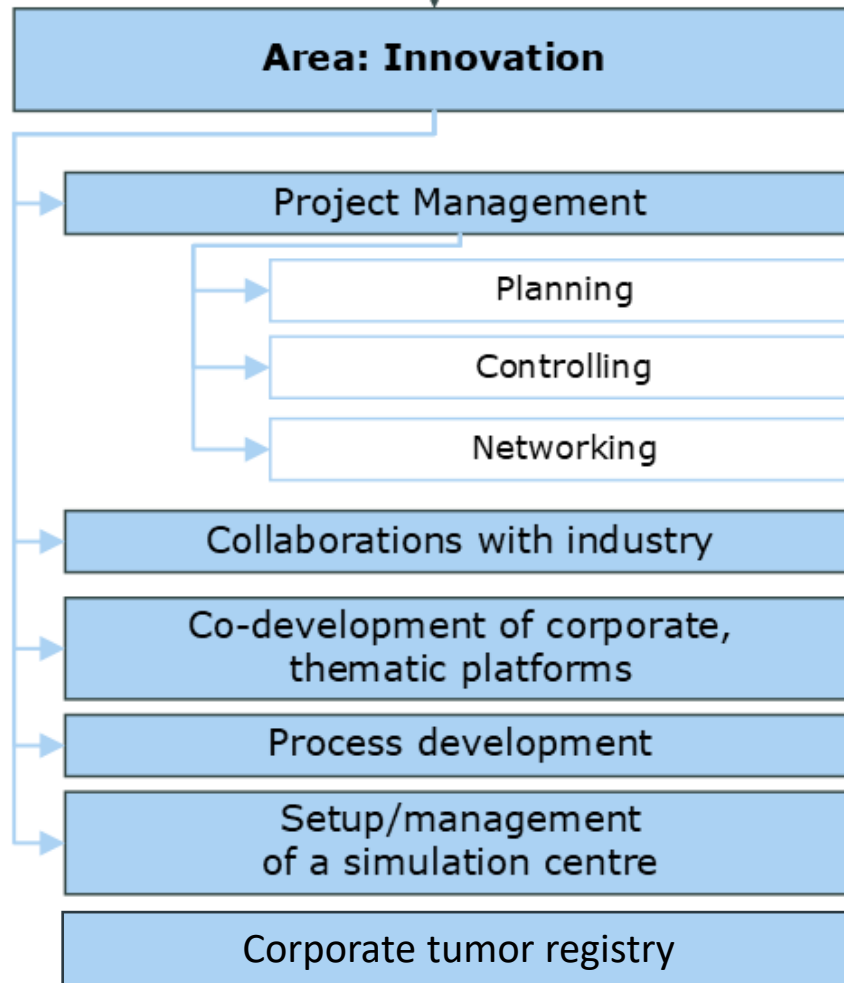 Area: Innovation
Project Management
Planning
Controlling
Networking
Collaborations with industry
Co-development of corporate,
thematic platforms
Process development
Setup/management
of a simulation centre
Corporate tumor registry